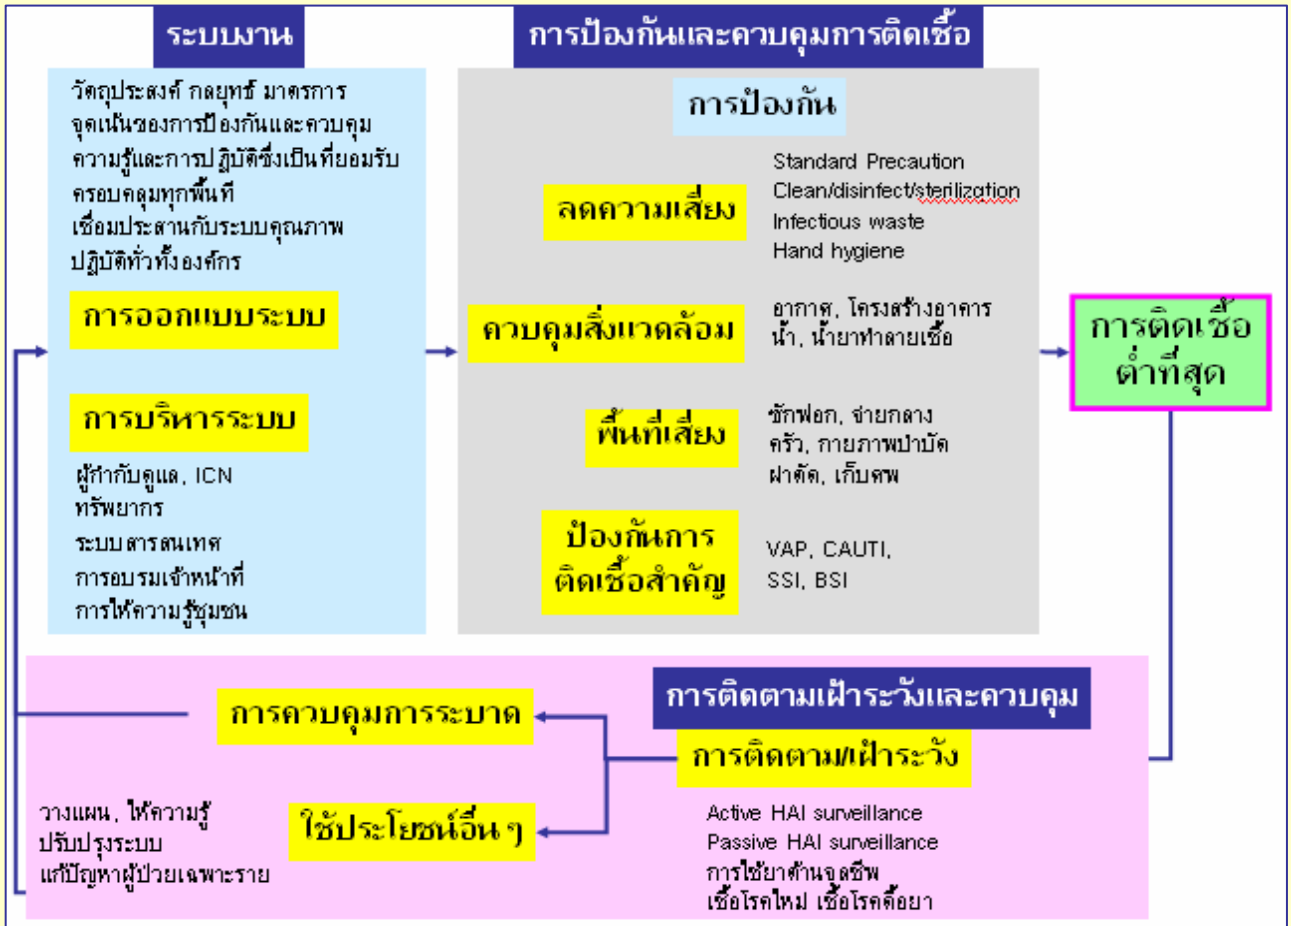 ระบบงาน
วัตถุประสงค์ กลยุทธ์ มาตรการ
จุดเน้นของการป้องกันและควบคุม
ความรู้และการปฏิบัติซึ่งเป็นที่ยอมรับ
ครอบคลุมทุกพื้นที่
เชื่อมประสานกับระบบคุณภาพ
ปฏิบัติทั่วทั้งองค์กร
การออกแบบระบบ
การบริหารระบบ
ผู้กำกับดูแล, ICN
ทรัพยากร
ระบบสารสนเทศ
การอบรมเจ้าหน้าที่
การให้ความรู้ชุมชน
การป้องกันและควบคุมการติดเชื้อ
การป้องกัน
ลดความเสี่ยง
Standard Precaution
Clean/disinfect/sterilization
Infectious waste
Hand hygiene
ควบคุมสิ่งแวดล้อม
อากาศ, โครงสร้างอาคาร
น้ำ, น้ำยาทำลายเชื้อ
พื้นที่เสี่ยง
ซักฟอก, จ่ายกลาง
ครัว, กายภาพบำบัด
ผ่าตัด, เก็บศพ
ป้องกันการ
ติดเชื้อสำคัญ
VAP, CAUTI,
SSI, BSI
การติดเชื้อ
ต่ำที่สุด
การติดตามเฝ้าระวังและควบคุม
การติดตาม/เฝ้าระวัง
Active HAI surveillance
Passive HAI surveillance
การใช้ยาต้านจุลชีพ
เชื้อโรคใหม่ เชื้อโรคดื้อยา
การควบคุมการระบาด
ใช้ประโยชน์อื่น ๆ
วางแผน, ให้ความรู้
ปรับปรุงระบบ
แก้ปัญหาผู้ป่วยเฉพาะราย